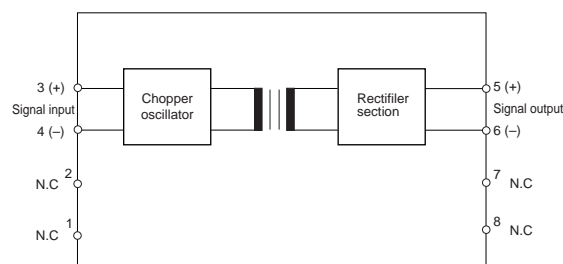 3 (+)
Signal input
4 (–)
Chopper
oscillator
Rectifiler
section
5 (+)
Signal output
6 (–)
2
N.C
1
N.C
7
N.C
8
N.C